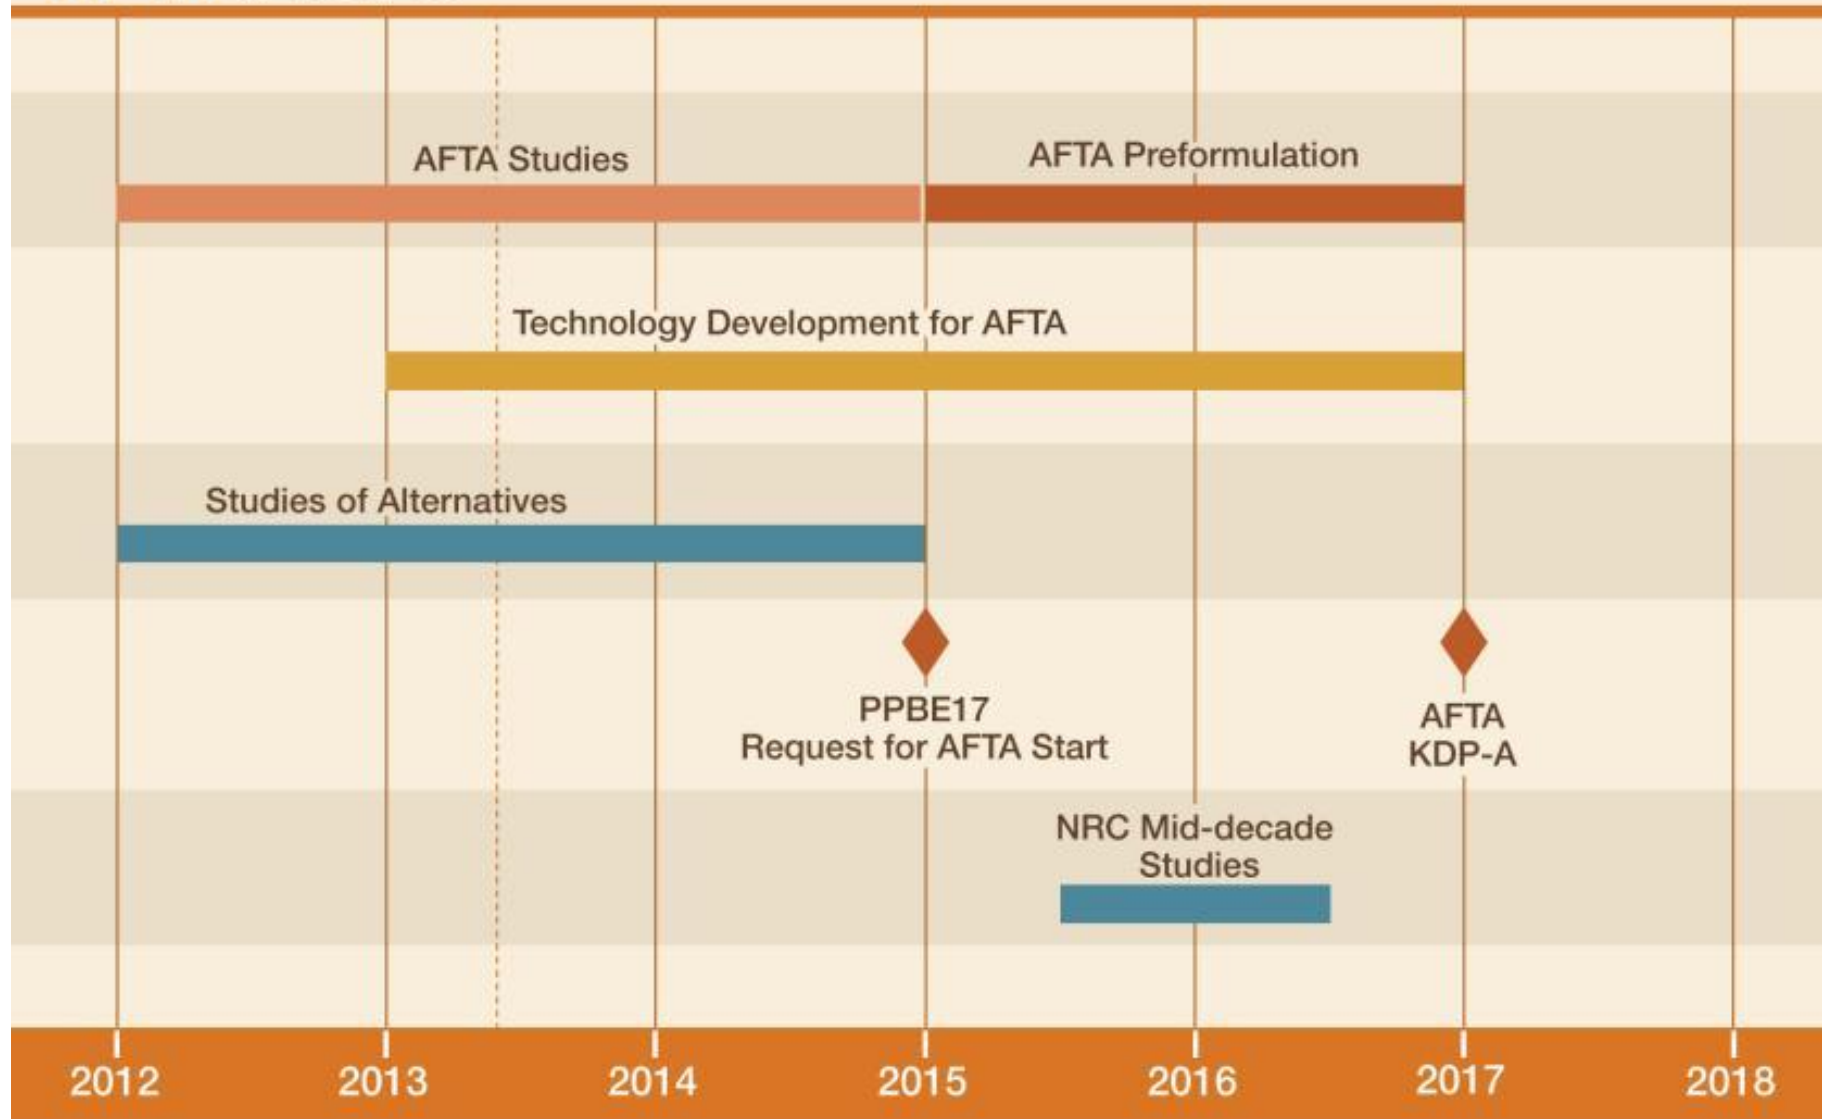 AFTA Studies
AFTA Preformulation
Technology Development for AFTA
Studies of Alternatives
PPBE17
Request for AFTA Start
AFTA
KDP-A
NRC Mid-decade
Studies
2012 2013 2014 2015 2016 2017 2018